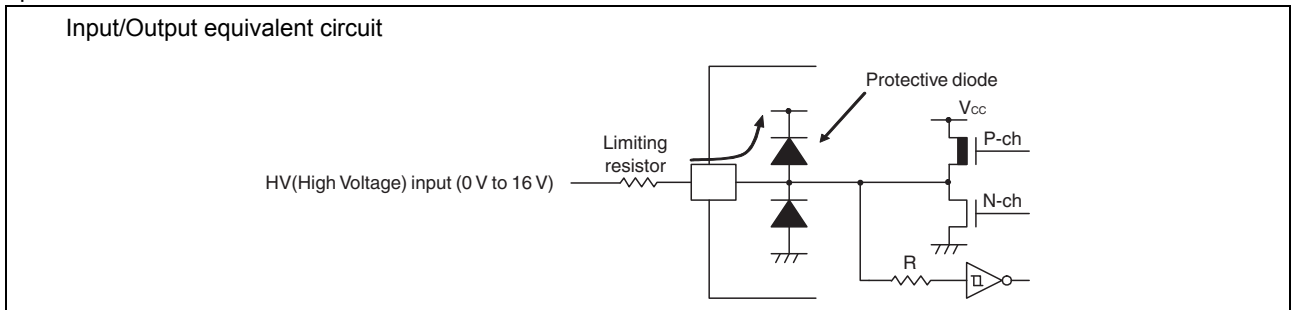 Input/Output equivalent circuit
Protective diode
Vcc
P-ch
Limiting
resistor
HV(High Voltage) input (0 V to 16 V)
N-ch
R